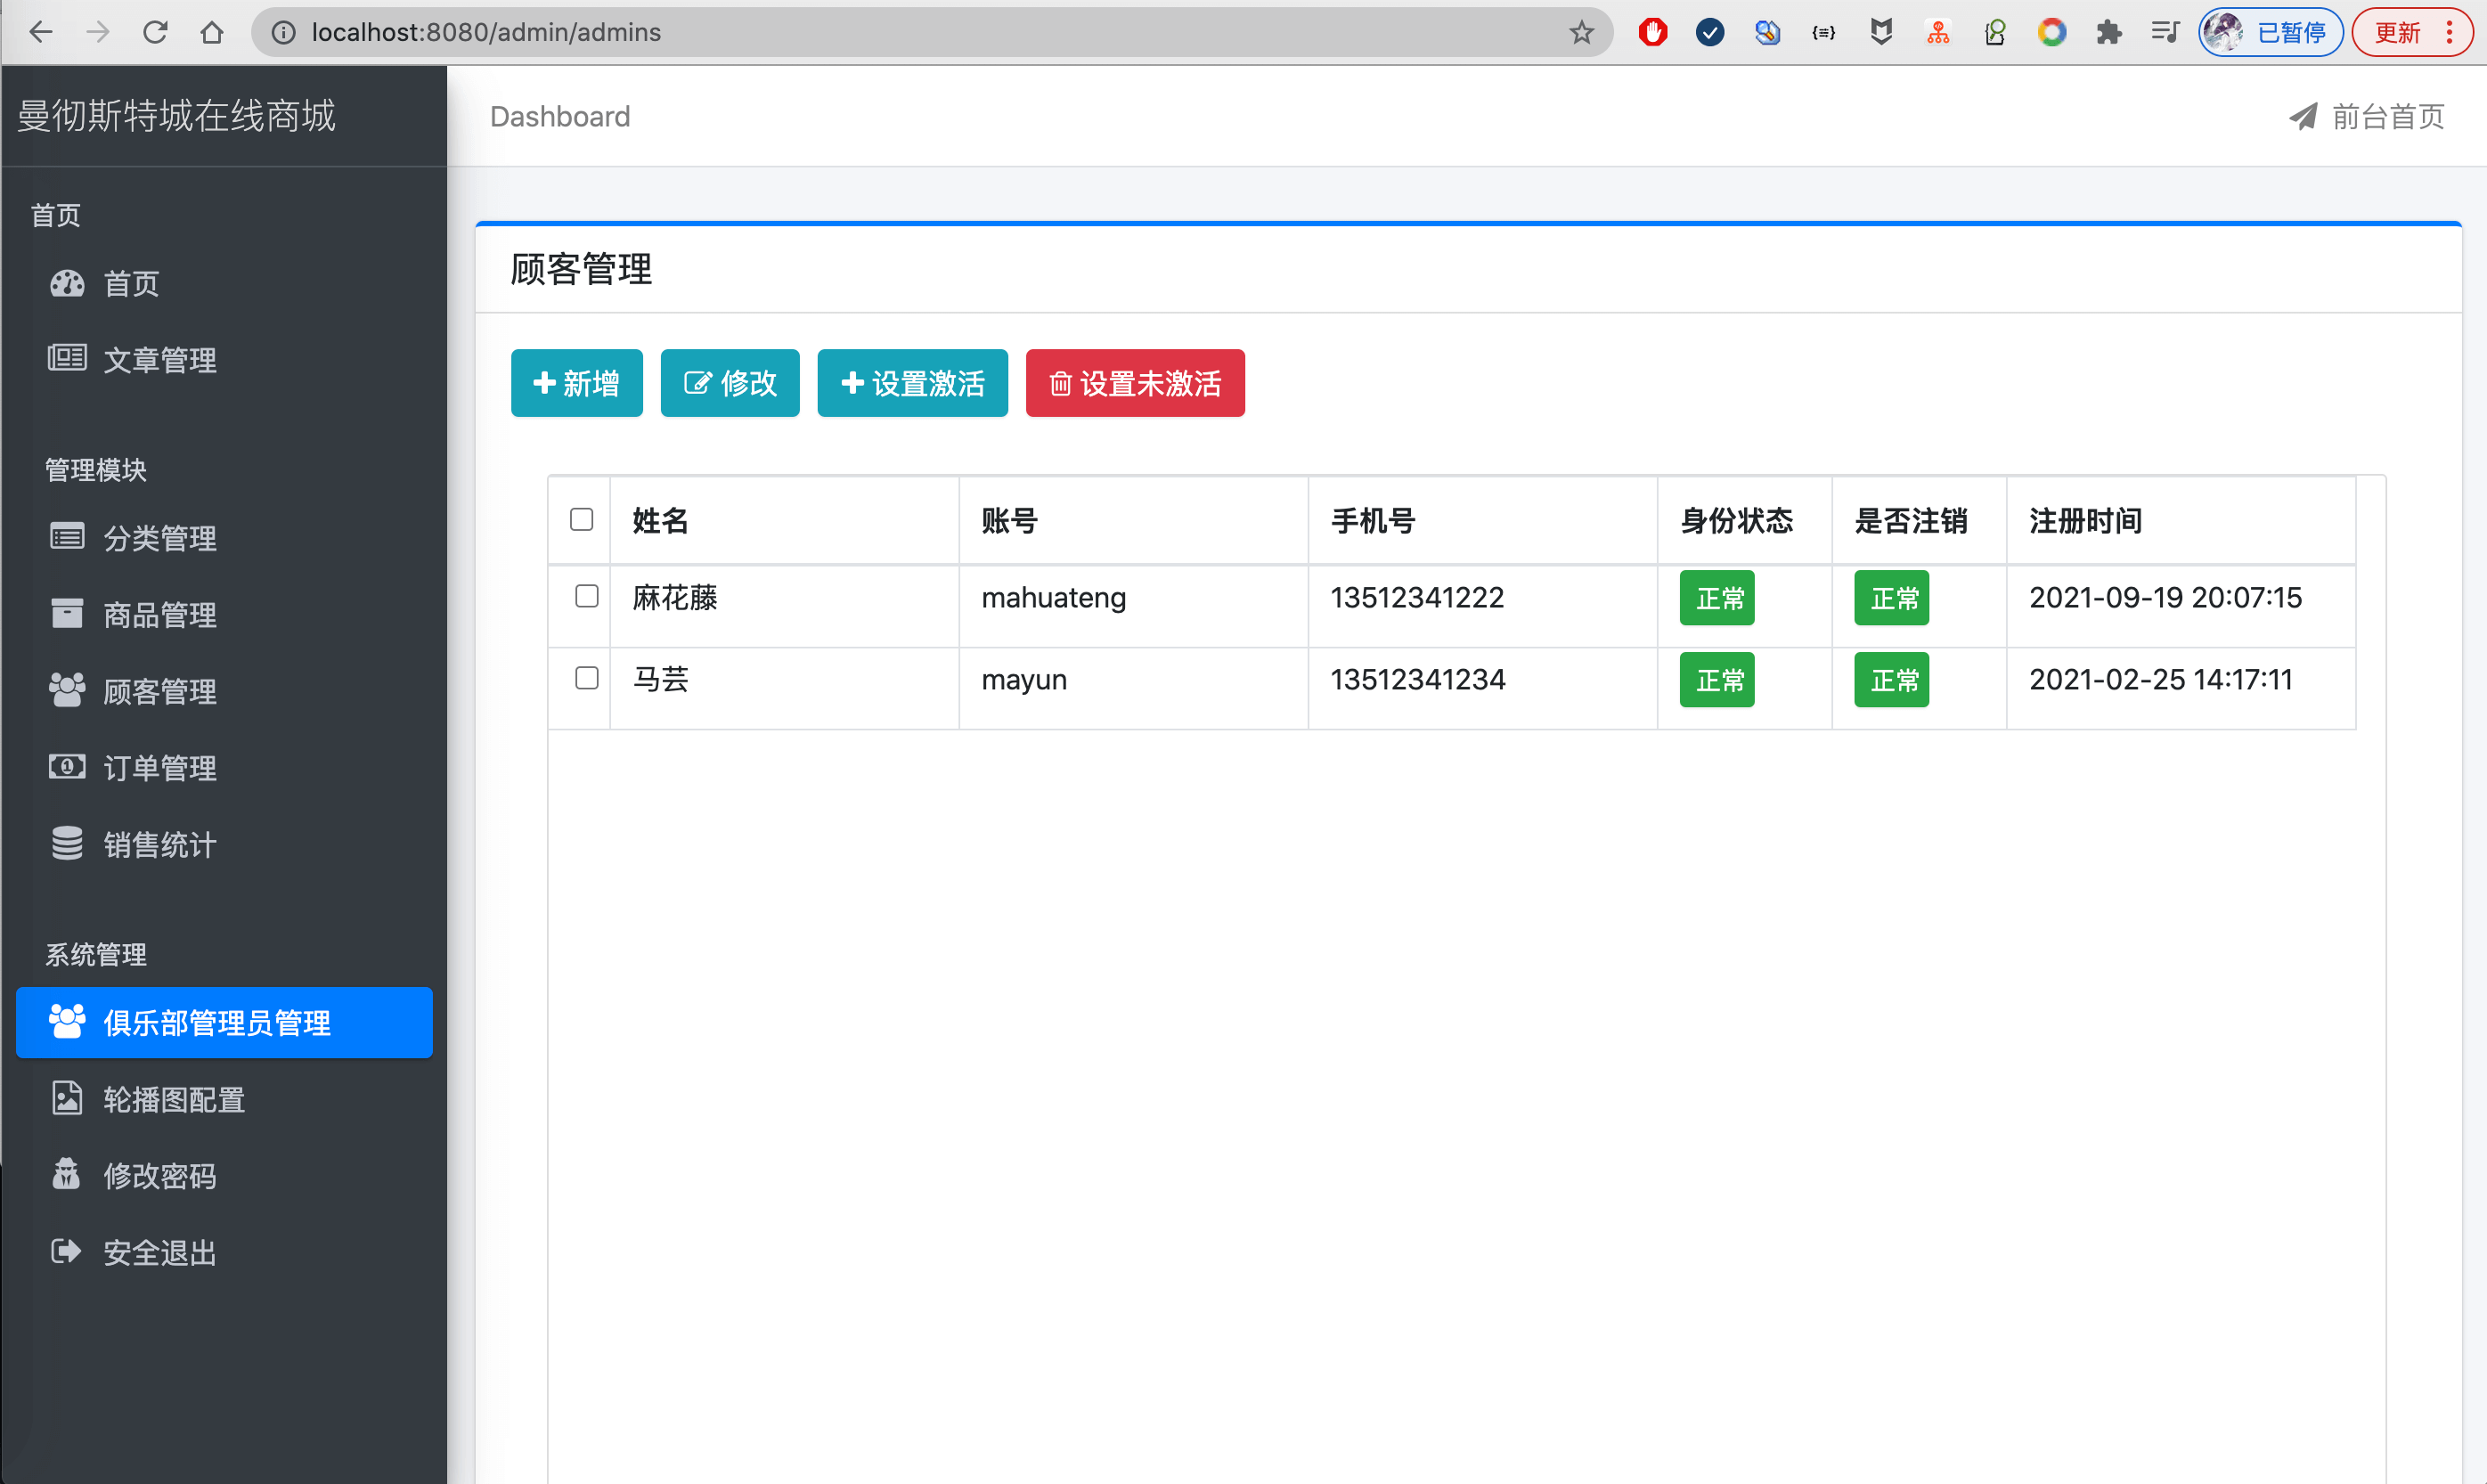 localhost:8080/admin/admins
已暂停
更新
曼彻斯特城在线商城
Dashboard
前台首页
首页
首页
文章管理
管理模块
分类管理
商品管理
顾客管理
订单管理
销售统计
系统管理
俱乐部管理员管理
轮播图配置
修改密码
安全退出
顾客管理
新增 修改 设置激活 设置未激活
姓名 账号 手机号 身份状态 是否注销 注册时间
麻花藤 mahuateng 13512341222 正常 正常 2021-09-19 20:07:15
马芸 mayun 13512341234 正常 正常 2021-02-25 14:17:11